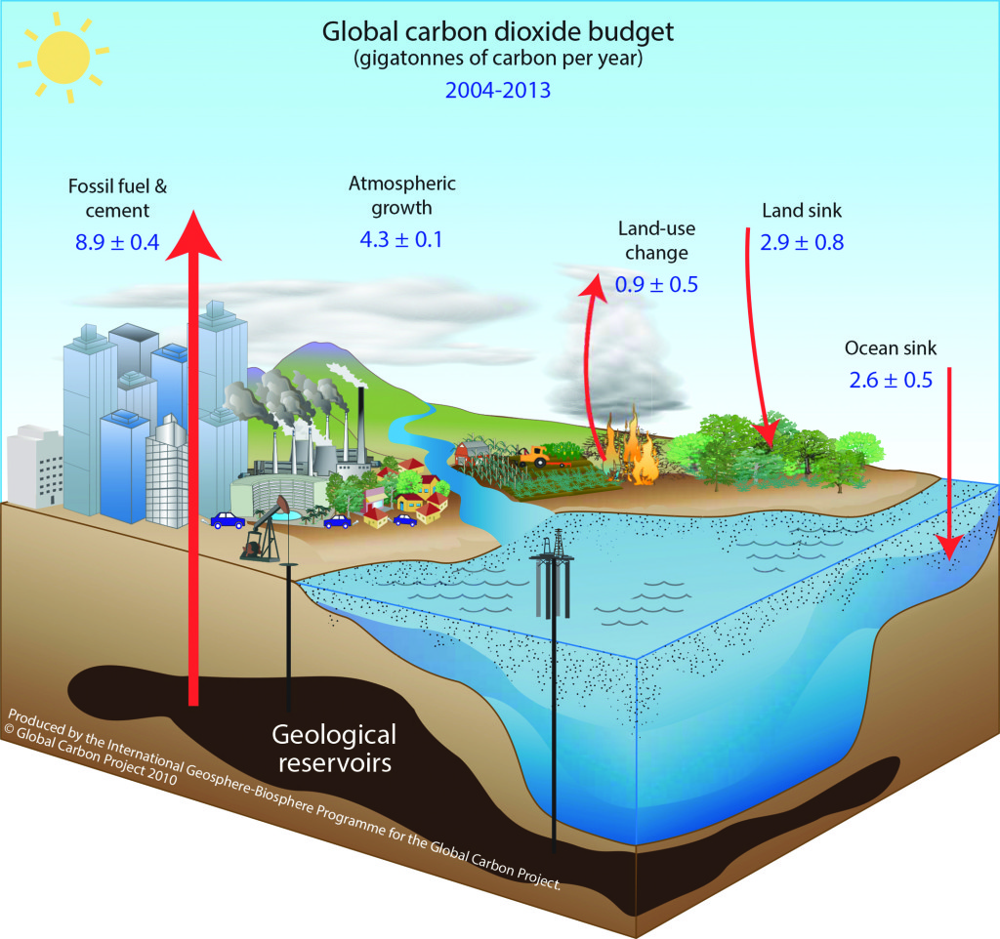 Global carbon dioxide budget
(gigatonnes of carbon per year)
2004-2013
Fossil fuel &
cement
8.9 ± 0.4
Atmospheric
growth
4.3 ± 0.1
Land-use
change
0.9 ± 0.5
Land sink
2.9 ± 0.8
Ocean sink
2.6 ± 0.5
Geological
reservoirs
Produced by the International Geosphere-Biosphere Programme for the Global Carbon Project.
© Global Carbon Project 2010